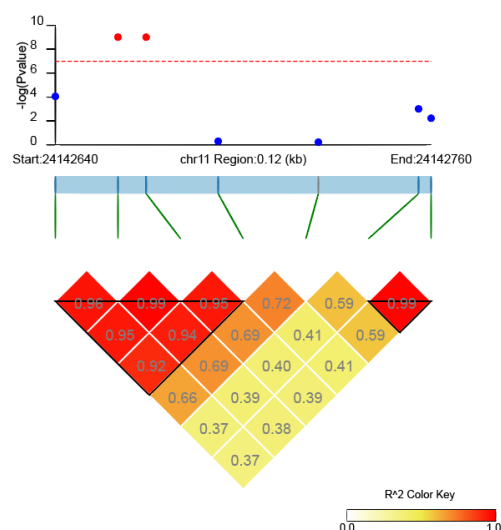 10
8
6
4
2
0
-log(Pvalue)
Start:24142640 chr11 Region:0.12 (kb) End:24142760
0.96 0.99 0.95 0.72 0.59 0.99
0.95 0.94 0.69 0.41 0.59
0.92 0.69 0.40 0.41
0.66 0.39 0.39
0.37 0.38
0.37
R^2 Color Key
0.0 1.0